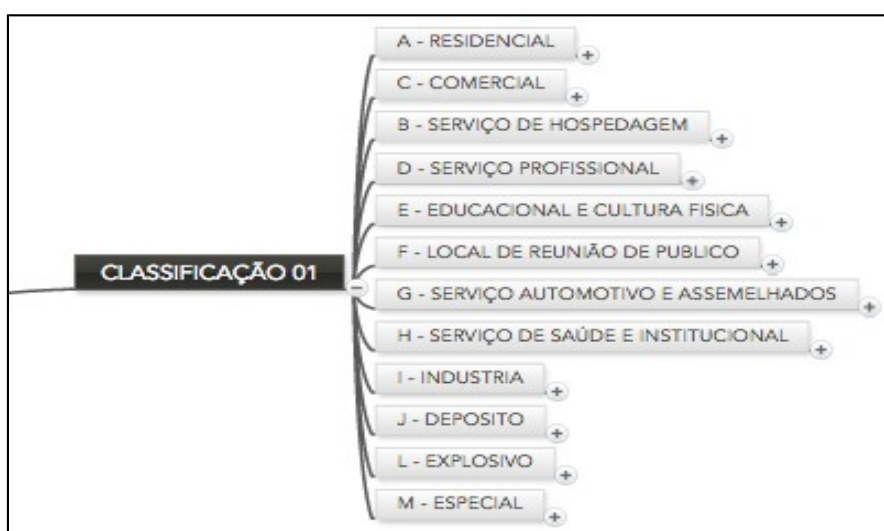 A - RESIDENCIAL
C - COMERCIAL
B - SERVIÇO DE HOSPEDAGEM
D - SERVIÇO PROFISSIONAL
E - EDUCACIONAL E CULTURA FISICA
F - LOCAL DE REUNIÃO DE PUBLICO
CLASSIFICAÇÃO 01
G - SERVIÇO AUTOMOTIVO E ASSEMELHADOS
H - SERVIÇO DE SAÚDE E INSTITUCIONAL
I - INDUSTRIA
J - DEPOSITO
L - EXPLOSIVO
M - ESPECIAL